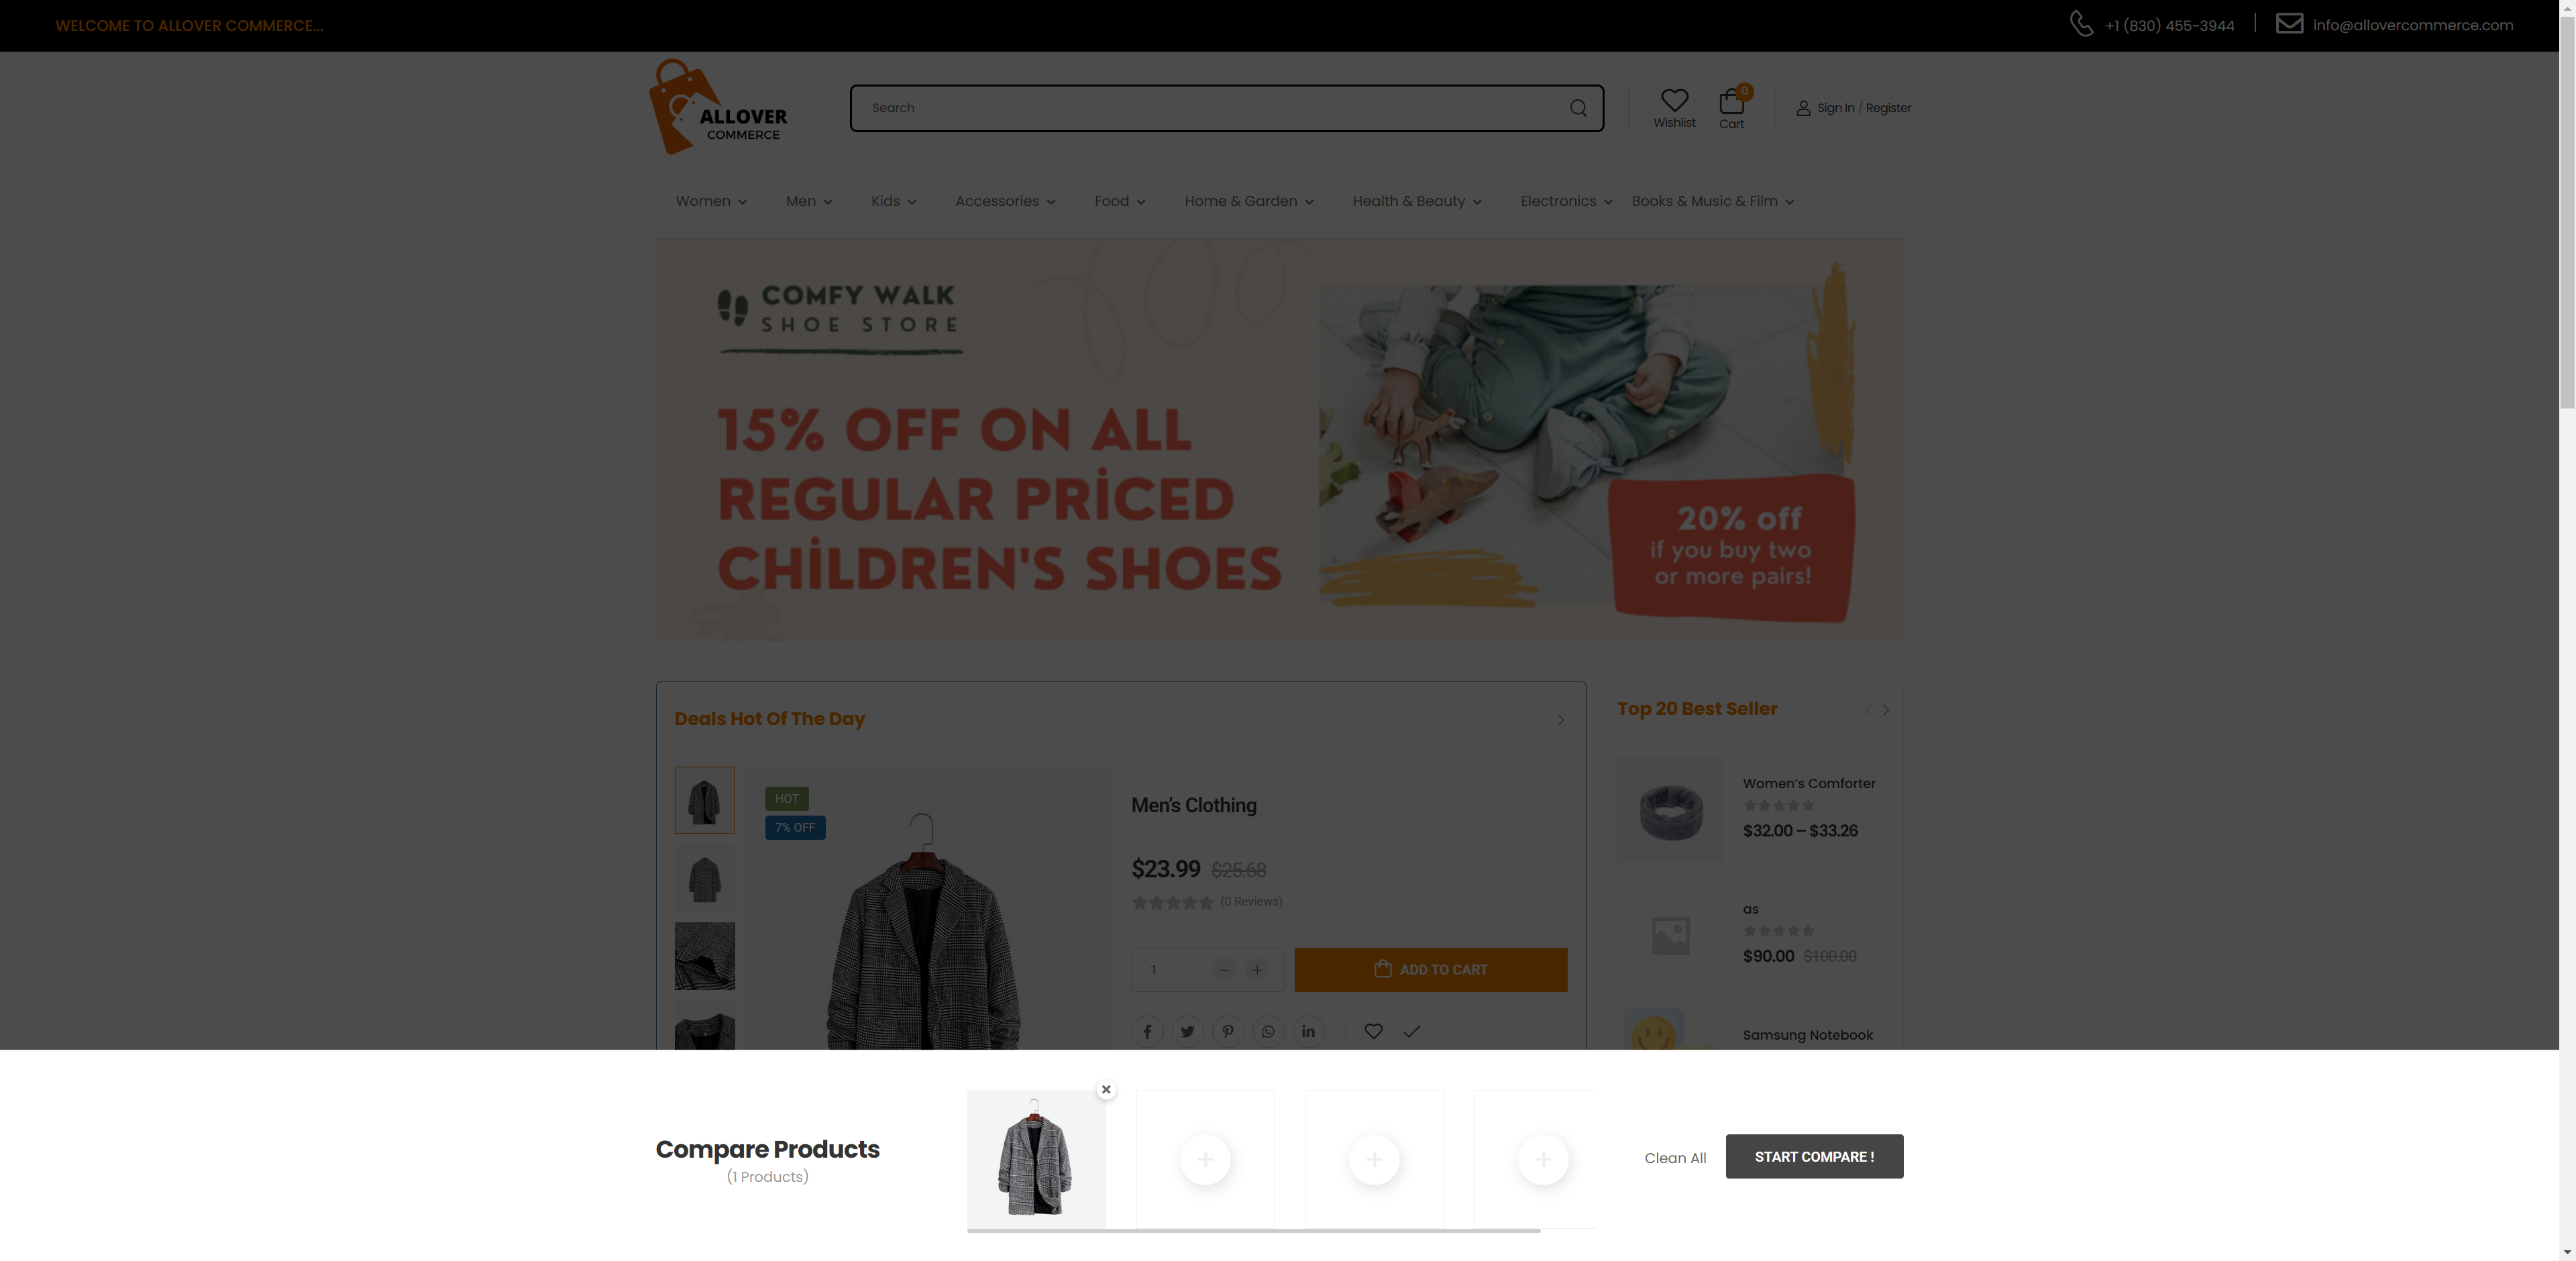 WELCOME TO ALLOVER COMMERCE...
+1 (830) 455-3944
info@allovercommerce.com
ALLOVER
COMMERCE
Search
Wishlist
0
Cart
Sign In / Register
Women
Men
Kids
Accessories
Food
Home & Garden
Health & Beauty
Electronics
Books & Music & Film
COMFY WALK
SHOE STORE
15% OFF ON ALL
REGULAR PRİCED
CHİLDREN'S SHOES
20% off
if you buy two
or more pairs!
Deals Hot Of The Day
HOT
7% OFF
Men's Clothing
$23.99 $25.68
(0 Reviews)
1
ADD TO CART
Top 20 Best Seller
Women's Comforter
$32.00 – $33.26
as
$90.00 $100.00
Samsung Notebook
Compare Products
(1 Products)
Clean All
START COMPARE !